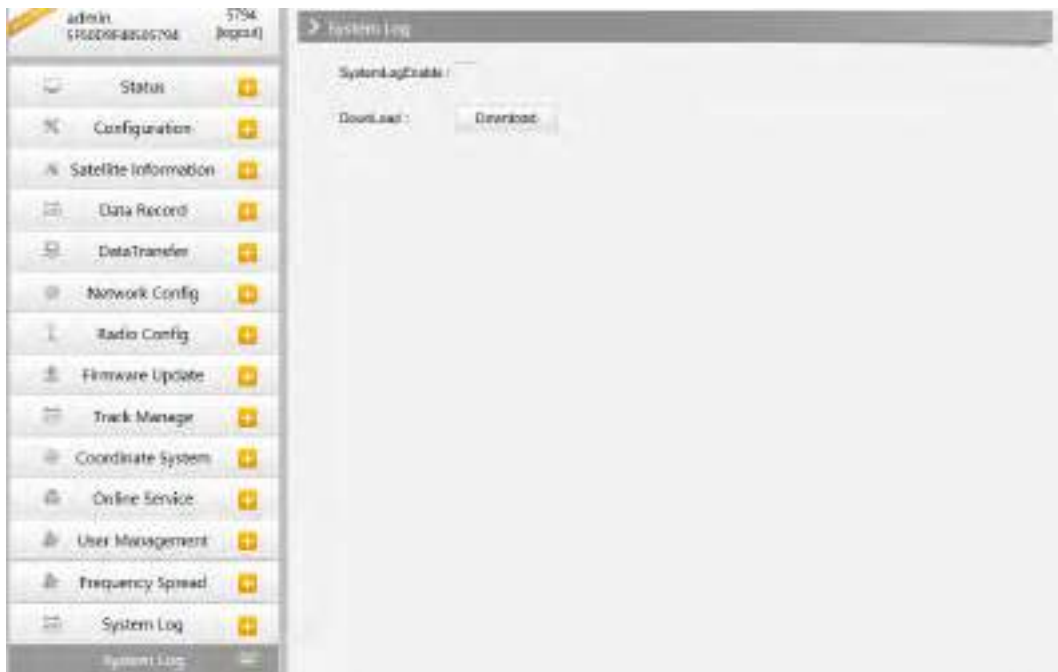 admin
5794
[logout]
System Log
SystemLogEnable :
DownLoad :
Download
Status
Configuration
Satellite Information
Data Record
DataTransfer
Network Config
Radio Config
Firmware Update
Track Manage
Coordinate System
Online Service
User Management
Frequency Spread
System Log
System Log